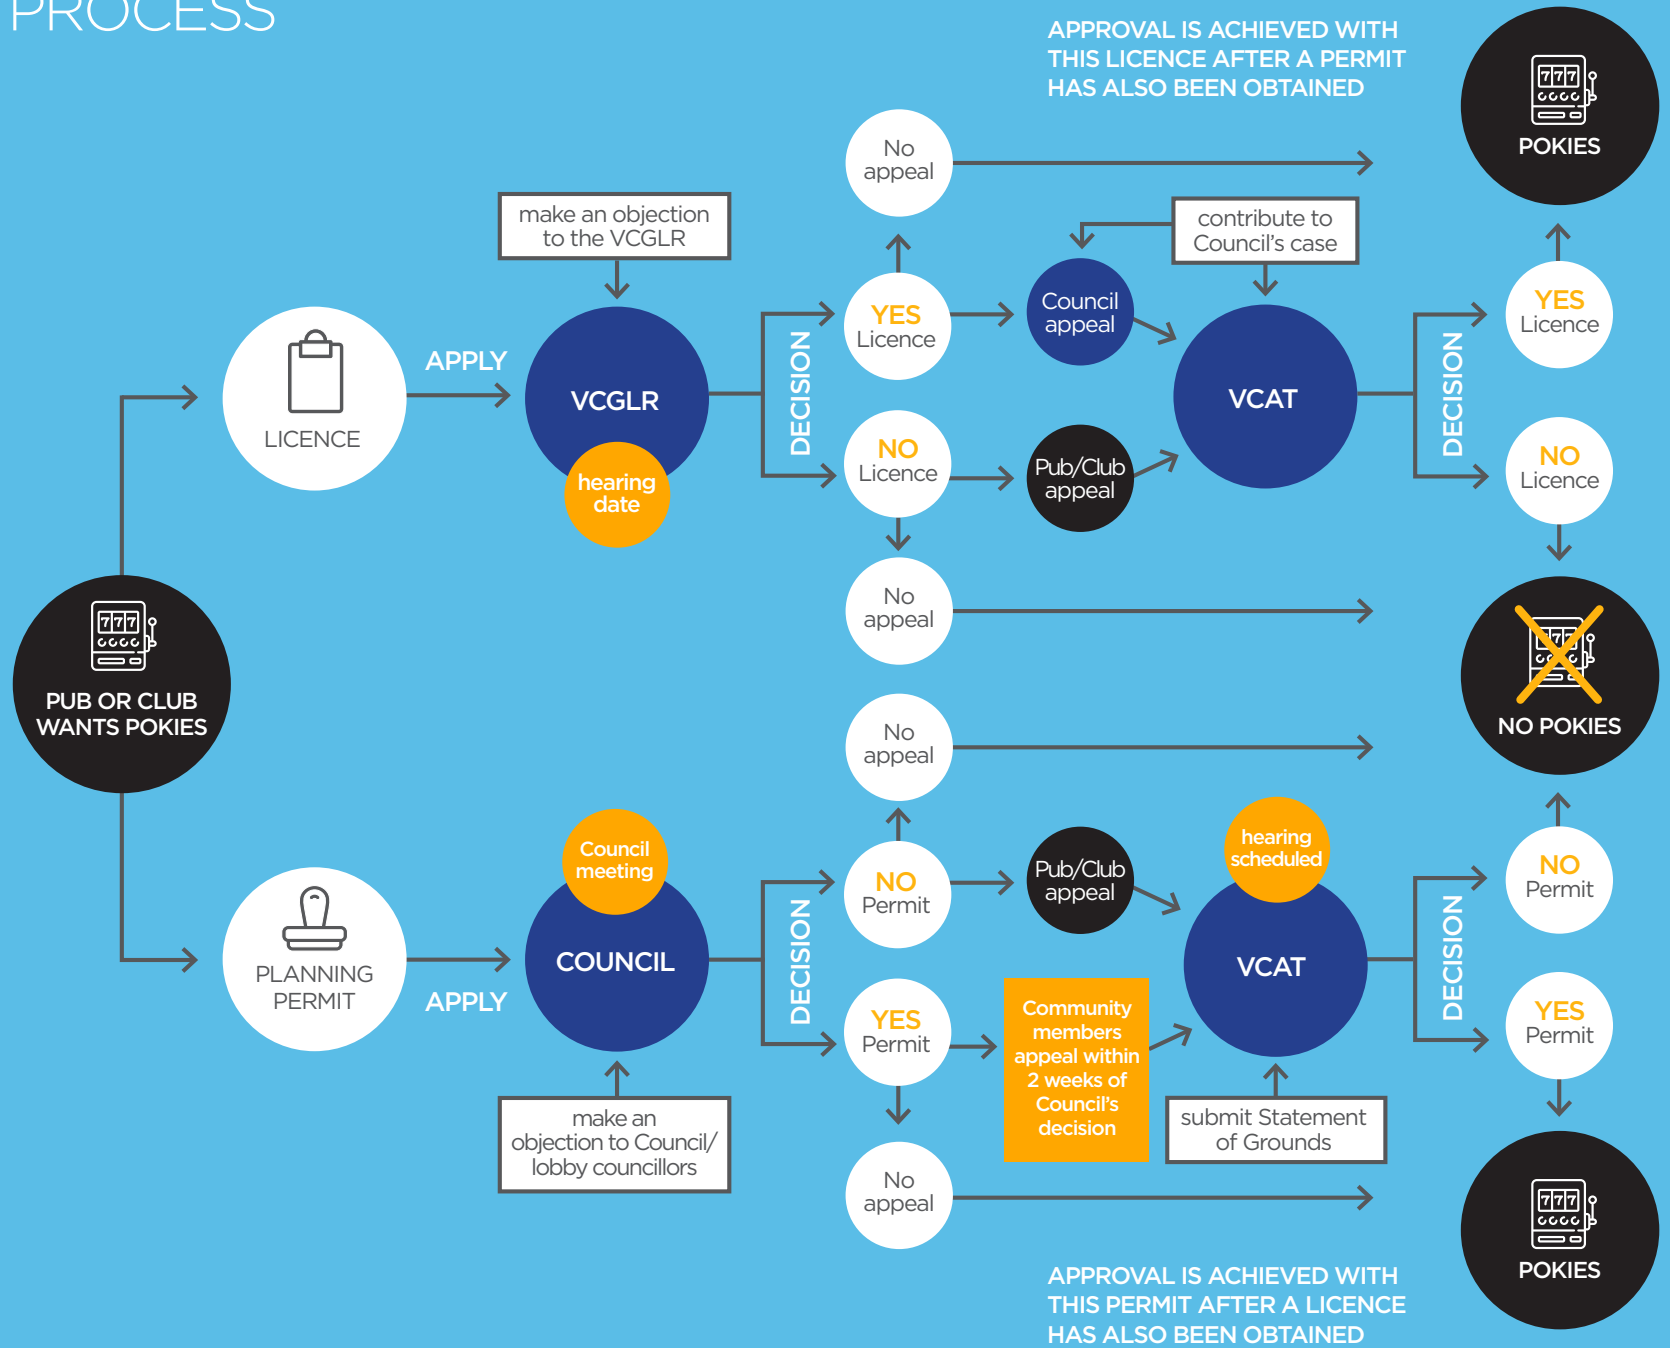 PROCESS
APPROVAL IS ACHIEVED WITH
THIS LICENCE AFTER A PERMIT
HAS ALSO BEEN OBTAINED
777
POKIES
No
appeal
make an objection
to the VCGLR
contribute to
Council's case
LICENCE
APPLY
VCGLR
hearing
date
DECISION
YES
Licence
NO
Licence
Council
appeal
Pub/Club
appeal
VCAT
DECISION
YES
Licence
NO
Licence
No
appeal
777
PUB OR CLUB
WANTS POKIES
777
NO POKIES
No
appeal
PLANNING
PERMIT
APPLY
Council
meeting
COUNCIL
make an
objection to Council/
lobby councillors
DECISION
NO
Permit
YES
Permit
Pub/Club
appeal
Community
members
appeal within
2 weeks of
Council's
decision
hearing
scheduled
VCAT
submit Statement
of Grounds
DECISION
NO
Permit
YES
Permit
No
appeal
777
POKIES
APPROVAL IS ACHIEVED WITH
THIS PERMIT AFTER A LICENCE
HAS ALSO BEEN OBTAINED